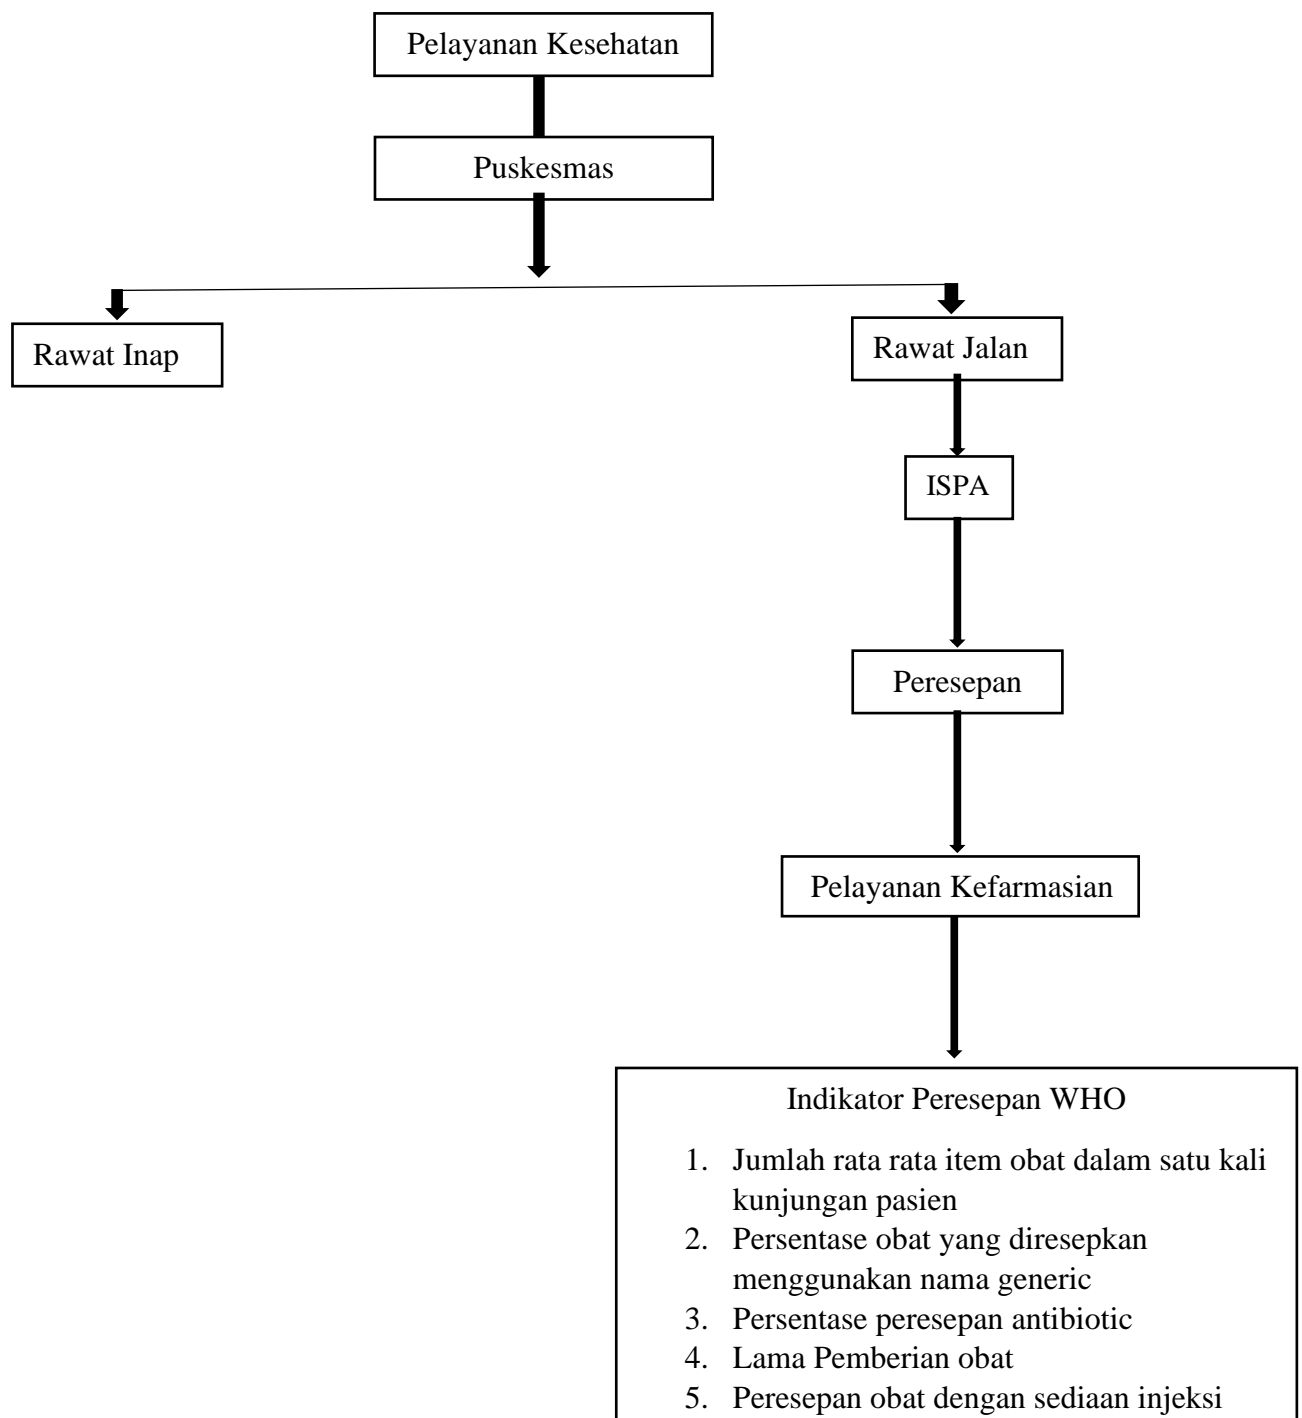 Pelayanan Kesehatan
Puskesmas
Rawat Inap
Rawat Jalan
ISPA
Peresepan
Pelayanan Kefarmasian
Indikator Peresepan WHO
1. Jumlah rata rata item obat dalam satu kali
kunjungan pasien
2. Persentase obat yang diresepkan
menggunakan nama generic
3. Persentase peresepan antibiotic
4. Lama Pemberian obat
5. Peresepan obat dengan sediaan injeksi